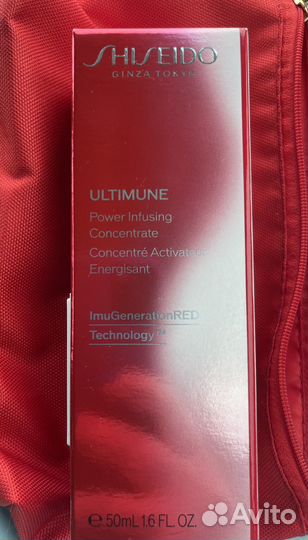 SHISEIDO
GINZA TOKYO
ULTIMUNE
Power Infusing
Concentrate
Concentré Activateur
Energisant
ImuGenerationRED
Technology™
℮ 50mL 1.6 FL. OZ.
Avito